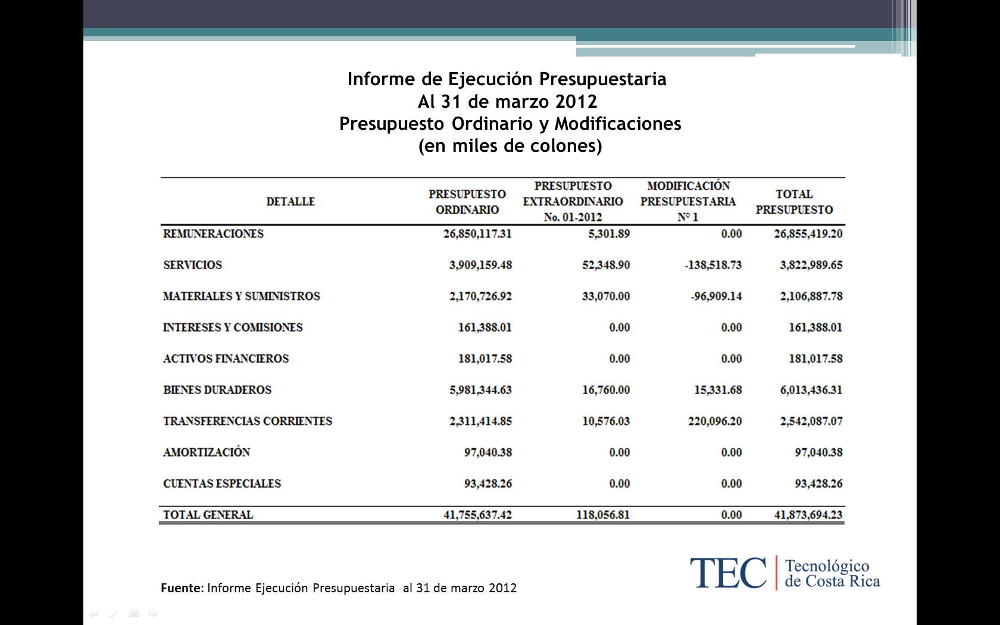 Informe de Ejecución Presupuestaria
Al 31 de marzo 2012
Presupuesto Ordinario y Modificaciones
(en miles de colones)
DETALLE PRESUPUESTO ORDINARIO PRESUPUESTO EXTRAORDINARIO No. 01-2012 MODIFICACIÓN PRESUPUESTARIA N° 1 TOTAL PRESUPUESTO
REMUNERACIONES 26,850,117.31 5,301.89 0.00 26,855,419.20
SERVICIOS 3,909,159.48 52,348.90 -138,518.73 3,822,989.65
MATERIALES Y SUMINISTROS 2,170,726.92 33,070.00 -96,909.14 2,106,887.78
INTERESES Y COMISIONES 161,388.01 0.00 0.00 161,388.01
ACTIVOS FINANCIEROS 181,017.58 0.00 0.00 181,017.58
BIENES DURADEROS 5,981,344.63 16,760.00 15,331.68 6,013,436.31
TRANSFERENCIAS CORRIENTES 2,311,414.85 10,576.03 220,096.20 2,542,087.07
AMORTIZACIÓN 97,040.38 0.00 0.00 97,040.38
CUENTAS ESPECIALES 93,428.26 0.00 0.00 93,428.26
TOTAL GENERAL 41,755,637.42 118,056.81 0.00 41,873,694.23
TEC Tecnológico
de Costa Rica
Fuente: Informe Ejecución Presupuestaria al 31 de marzo 2012